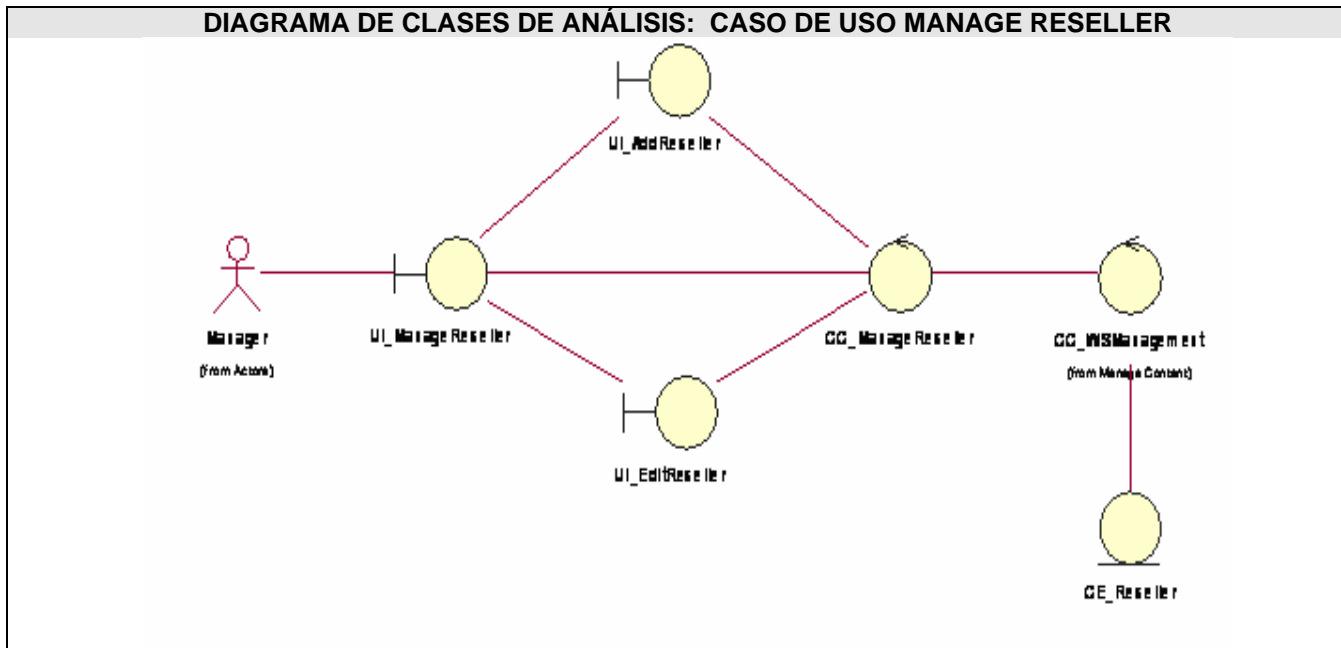 DIAGRAMA DE CLASES DE ANÁLISIS: CASO DE USO MANAGE RESELLER
UI_AddReseller
Manager
(from Actors)
UI_ManageReseller
CC_ManageReseller
CC_WSManagement
(from Manage Content)
UI_EditReseller
CE_Reseller